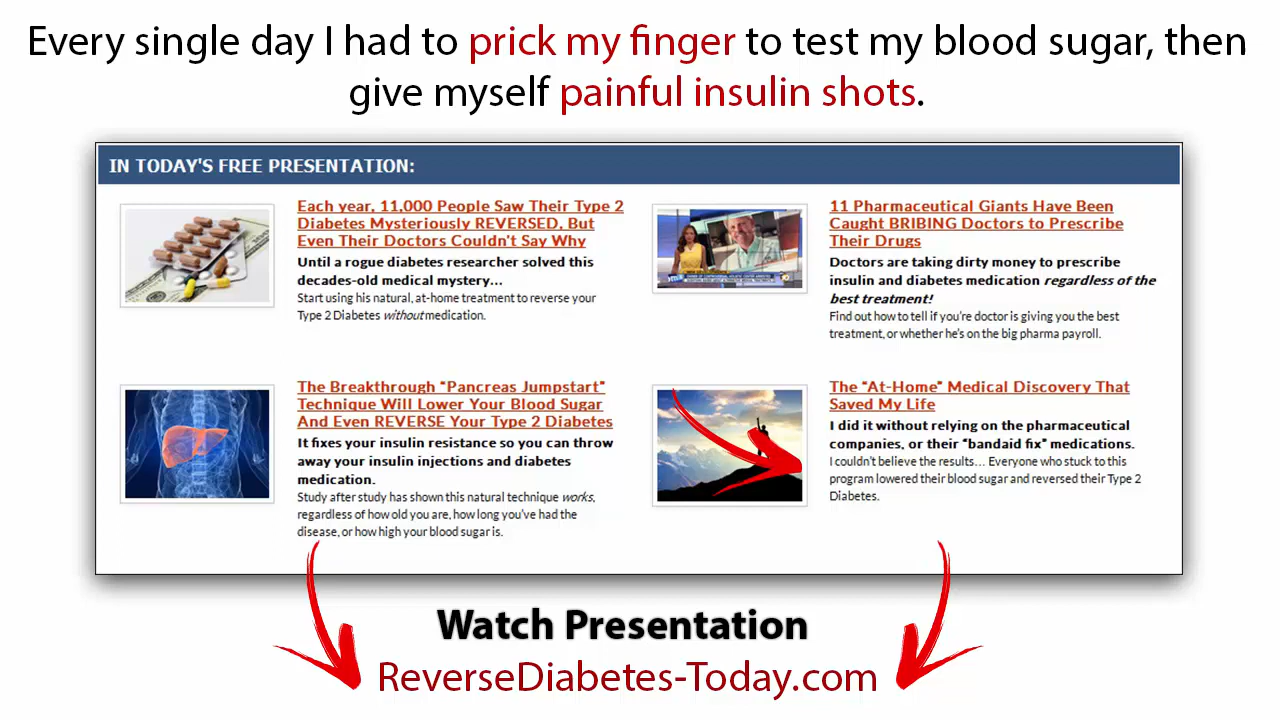 Every single day I had to prick my finger to test my blood sugar, then
give myself painful insulin shots.
IN TODAY'S FREE PRESENTATION:
Each year, 11,000 People Saw Their Type 2
Diabetes Mysteriously REVERSED, But
Even Their Doctors Couldn't Say Why
Until a rogue diabetes researcher solved this
decades-old medical mystery...
Start using his natural, at-home treatment to reverse your
Type 2 Diabetes without medication.
11 Pharmaceutical Giants Have Been
Caught BRIBING Doctors to Prescribe
Their Drugs
Doctors are taking dirty money to prescribe
insulin and diabetes medication regardless of the
best treatment!
Find out how to tell if you're doctor is giving you the best
treatment, or whether he's on the big pharma payroll.
The Breakthrough "Pancreas Jumpstart"
Technique Will Lower Your Blood Sugar
And Even REVERSE Your Type 2 Diabetes
It fixes your insulin resistance so you can throw
away your insulin injections and diabetes
medication.
Study after study has shown this natural technique works,
regardless of how old you are, how long you've had the
disease, or how high your blood sugar is.
The "At-Home" Medical Discovery That
Saved My Life
I did it without relying on the pharmaceutical
companies, or their "bandaid fix" medications.
I couldn't believe the results... Everyone who stuck to this
program lowered their blood sugar and reversed their Type 2
Diabetes.
Watch Presentation
ReverseDiabetes-Today.com